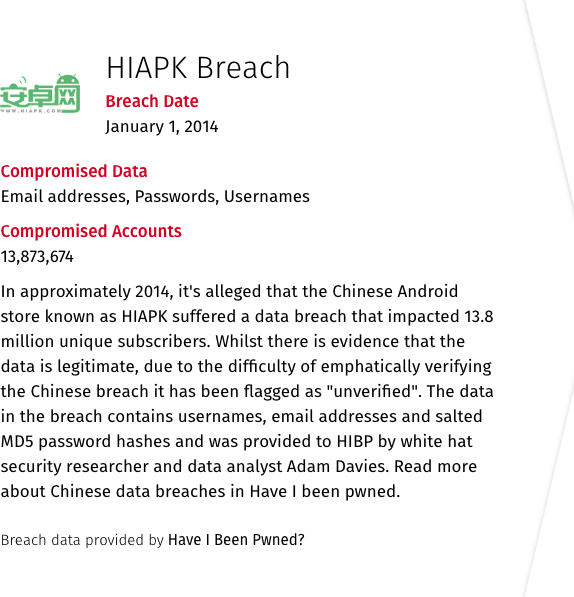 HIAPK Breach
Breach Date
安卓网
WWW.HIAPK.COM
January 1, 2014
Compromised Data
Email addresses, Passwords, Usernames
Compromised Accounts
13,873,674
In approximately 2014, it's alleged that the Chinese Android
store known as HIAPK suffered a data breach that impacted 13.8
million unique subscribers. Whilst there is evidence that the
data is legitimate, due to the difficulty of emphatically verifying
the Chinese breach it has been flagged as "unverified". The data
in the breach contains usernames, email addresses and salted
MD5 password hashes and was provided to HIBP by white hat
security researcher and data analyst Adam Davies. Read more
about Chinese data breaches in Have I been pwned.
Breach data provided by Have I Been Pwned?